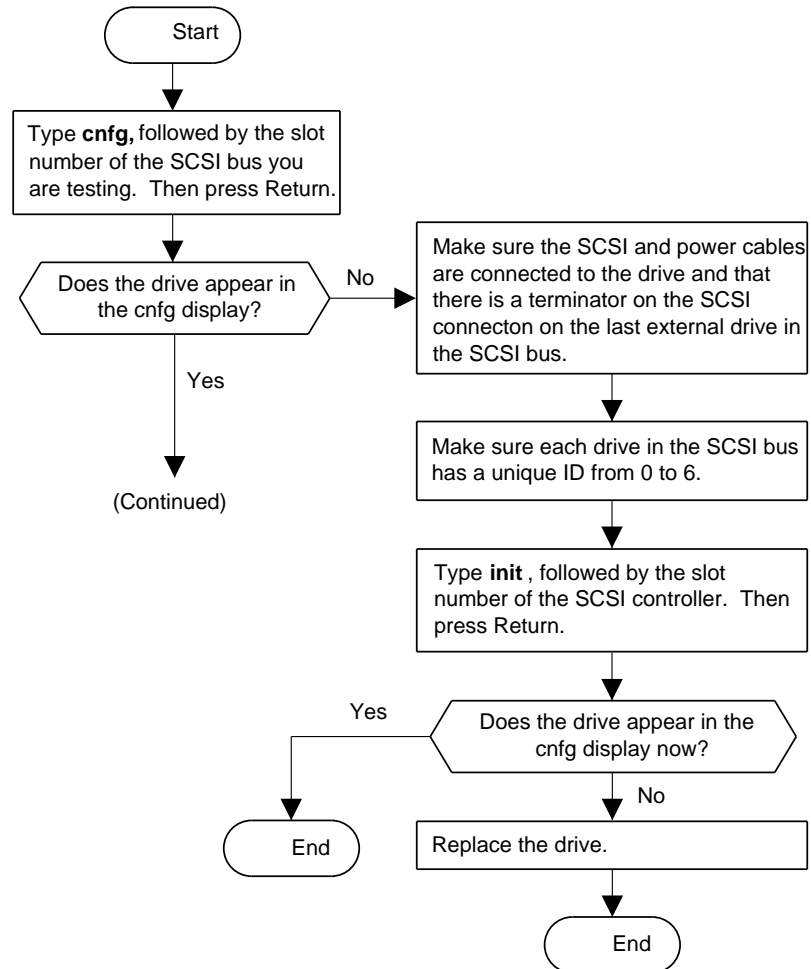 Start
Type cnfg, followed by the slot
number of the SCSI bus you
are testing. Then press Return.
Does the drive appear in
the cnfg display?
No
Yes
(Continued)
Make sure the SCSI and power cables
are connected to the drive and that
there is a terminator on the SCSI
connecton on the last external drive in
the SCSI bus.
Make sure each drive in the SCSI bus
has a unique ID from 0 to 6.
Type init , followed by the slot
number of the SCSI controller. Then
press Return.
Does the drive appear in the
cnfg display now?
Yes
No
End
Replace the drive.
End